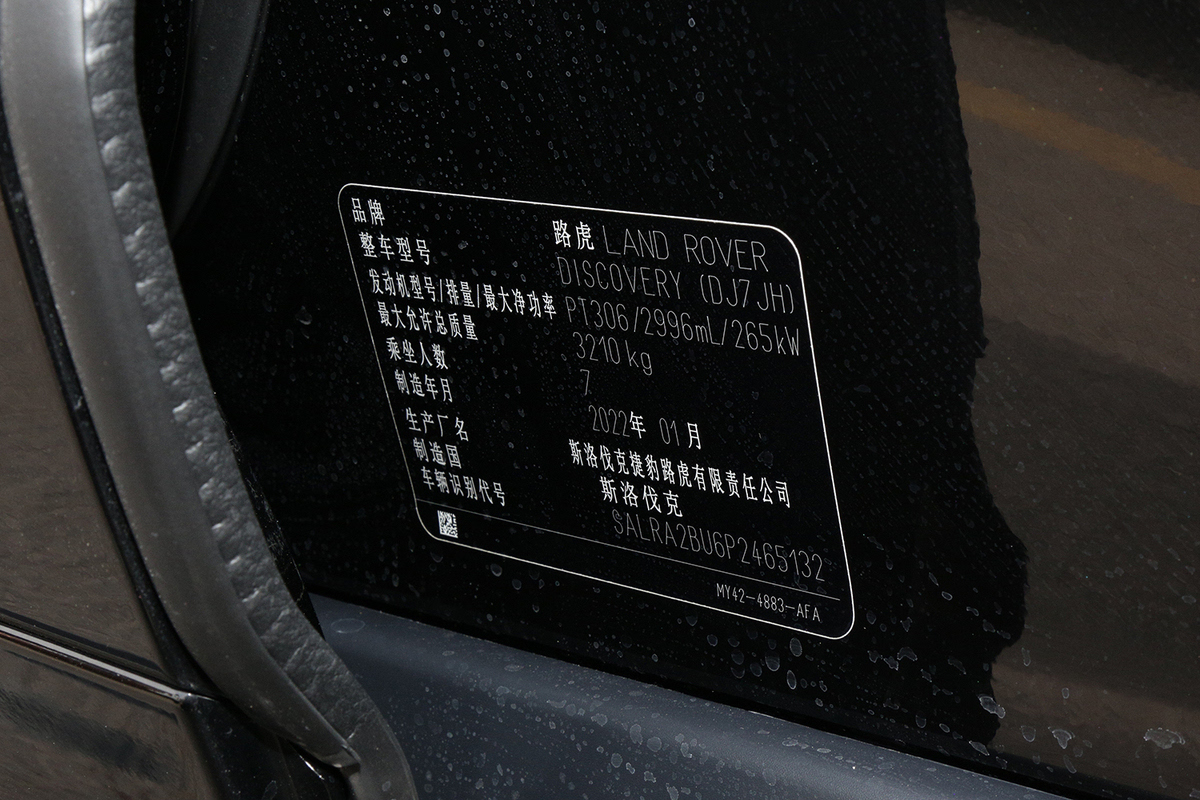 品牌 路虎 LAND ROVER
整车型号 DISCOVERY (DJ7JH)
发动机型号/排量/最大净功率 PT306/2996mL/265kW
最大允许总质量 3210 kg
乘坐人数 7
制造年月 2022年 01月
生产厂名 斯洛伐克捷豹路虎有限责任公司
制造国 斯洛伐克
车辆识别代号 SALRA2BU6P2465132
MY42-4883-AFA